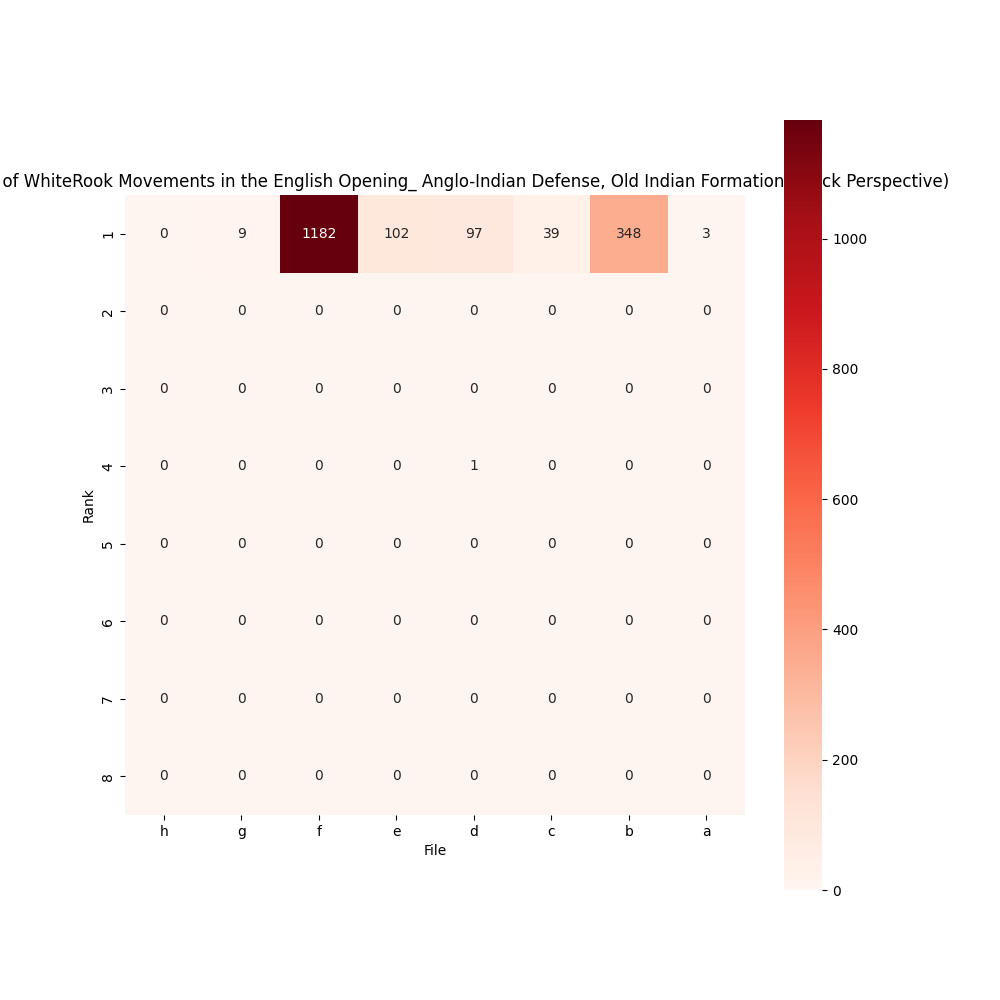 of WhiteRook Movements in the English Opening_ Anglo-Indian Defense, Old Indian Formation ck Perspective)
1 0 9 1182 102 97 39 348 3
2 0 0 0 0 0 0 0 0
3 0 0 0 0 0 0 0 0
4 0 0 0 0 1 0 0 0
5 0 0 0 0 0 0 0 0
6 0 0 0 0 0 0 0 0
7 0 0 0 0 0 0 0 0
8 0 0 0 0 0 0 0 0
h g f e d c b a
File
Rank
1000
800
600
400
200
0